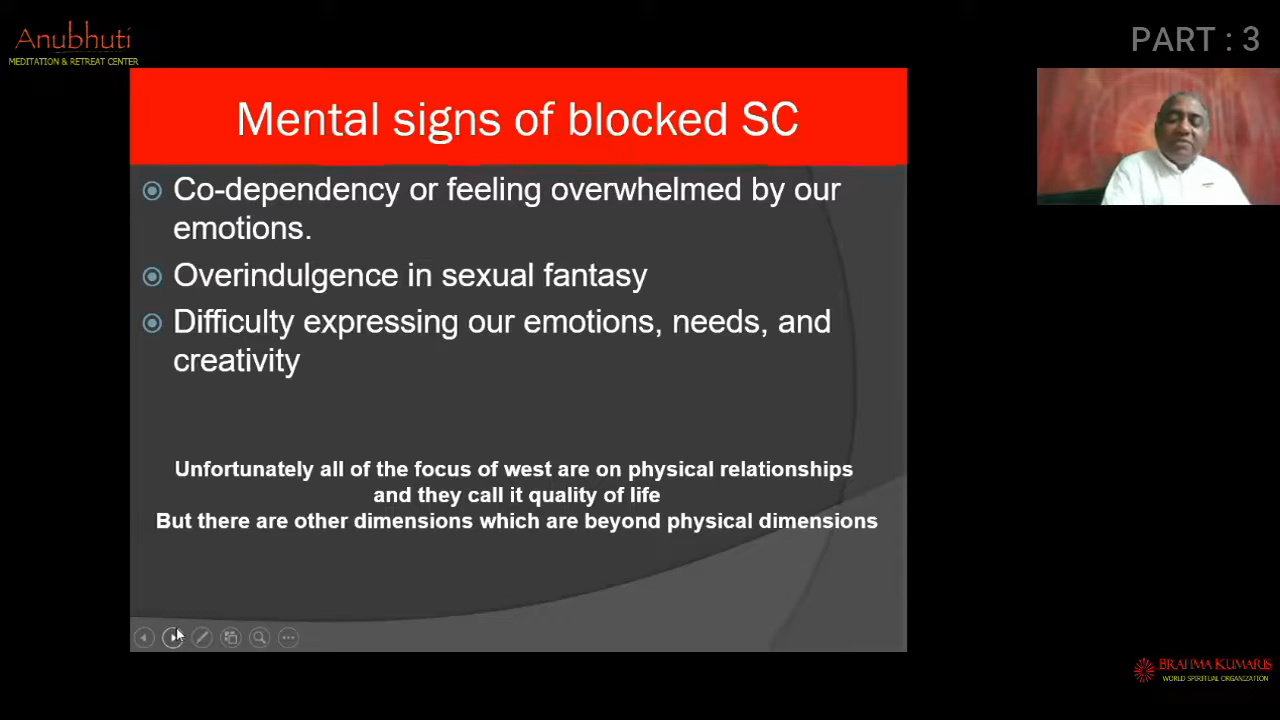 Anubhuti
MEDITATION & RETREAT CENTER
PART : 3
Mental signs of blocked SC
Co-dependency or feeling overwhelmed by our
emotions.
Overindulgence in sexual fantasy
Difficulty expressing our emotions, needs, and
creativity
Unfortunately all of the focus of west are on physical relationships
and they call it quality of life
But there are other dimensions which are beyond physical dimensions
BRAHMA KUMARIS
WORLD SPIRITUAL ORGANIZATION